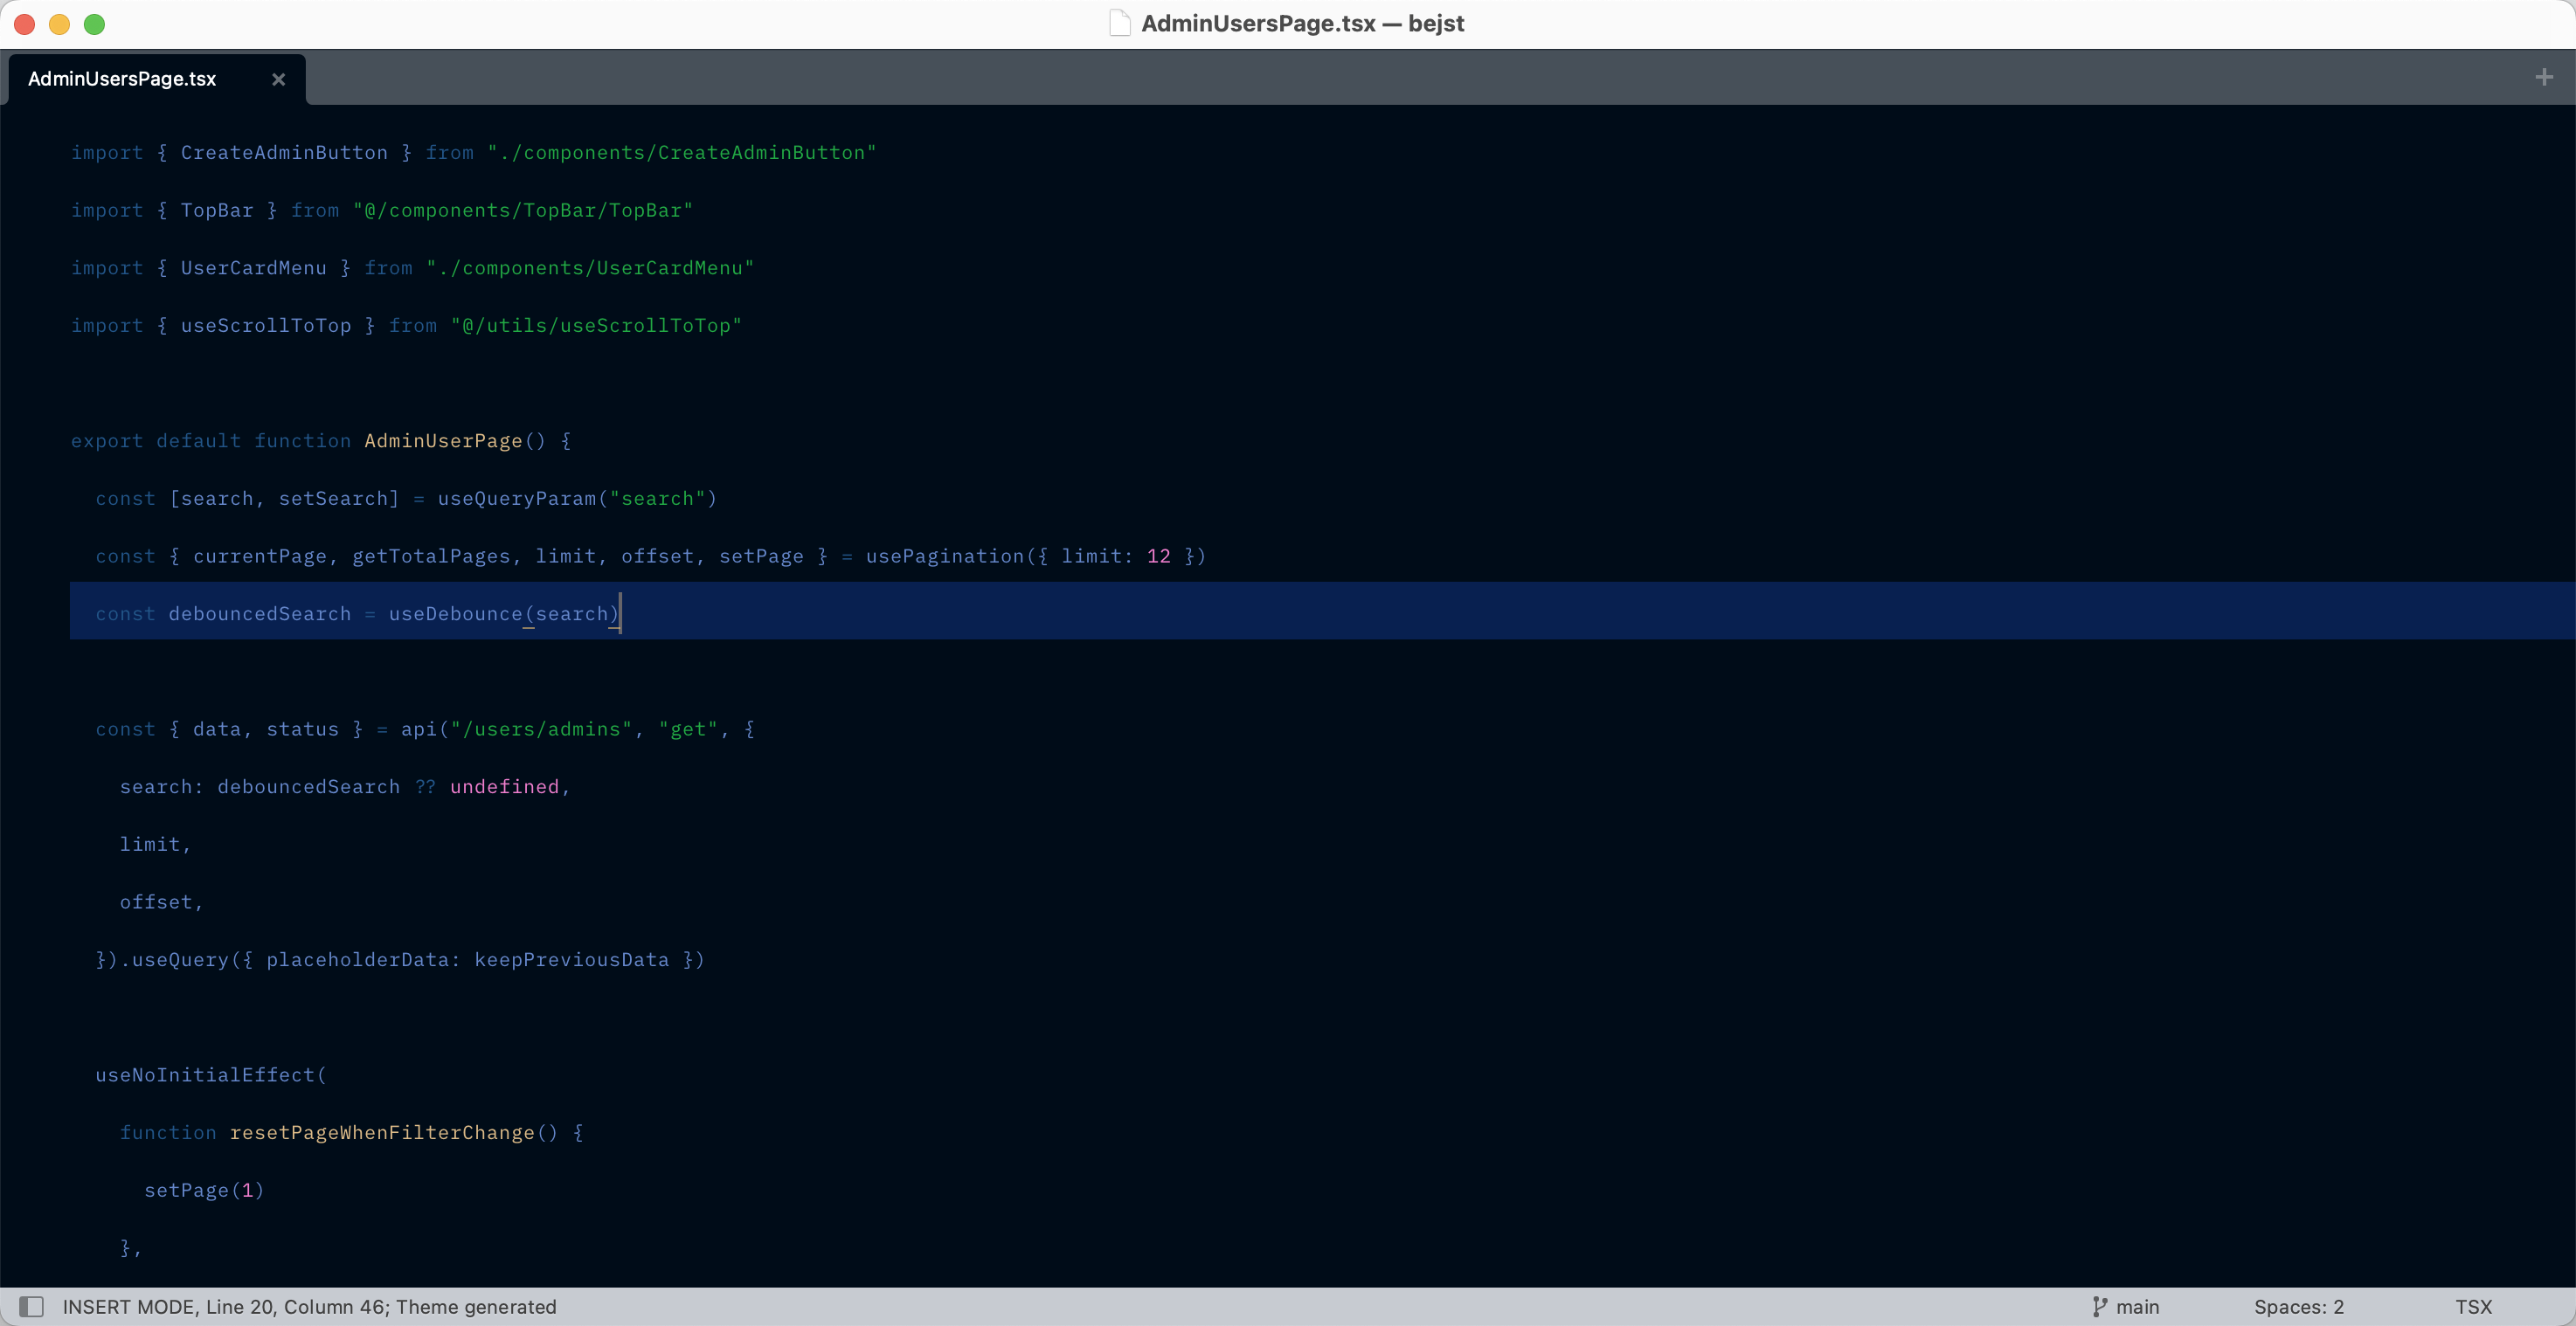 AdminUsersPage.tsx — bejst
AdminUsersPage.tsx
import { CreateAdminButton } from "./components/CreateAdminButton"
import { TopBar } from "@/components/TopBar/TopBar"
import { UserCardMenu } from "./components/UserCardMenu"
import { useScrollToTop } from "@/utils/useScrollToTop"
export default function AdminUserPage() {
const [search, setSearch] = useQueryParam("search")
const { currentPage, getTotalPages, limit, offset, setPage } = usePagination({ limit: 12 })
const debouncedSearch = useDebounce(search)
const { data, status } = api("/users/admins", "get", {
search: debouncedSearch ?? undefined,
limit,
offset,
}).useQuery({ placeholderData: keepPreviousData })
useNoInitialEffect(
function resetPageWhenFilterChange() {
setPage(1)
},
INSERT MODE, Line 20, Column 46; Theme generated
main
Spaces: 2
TSX